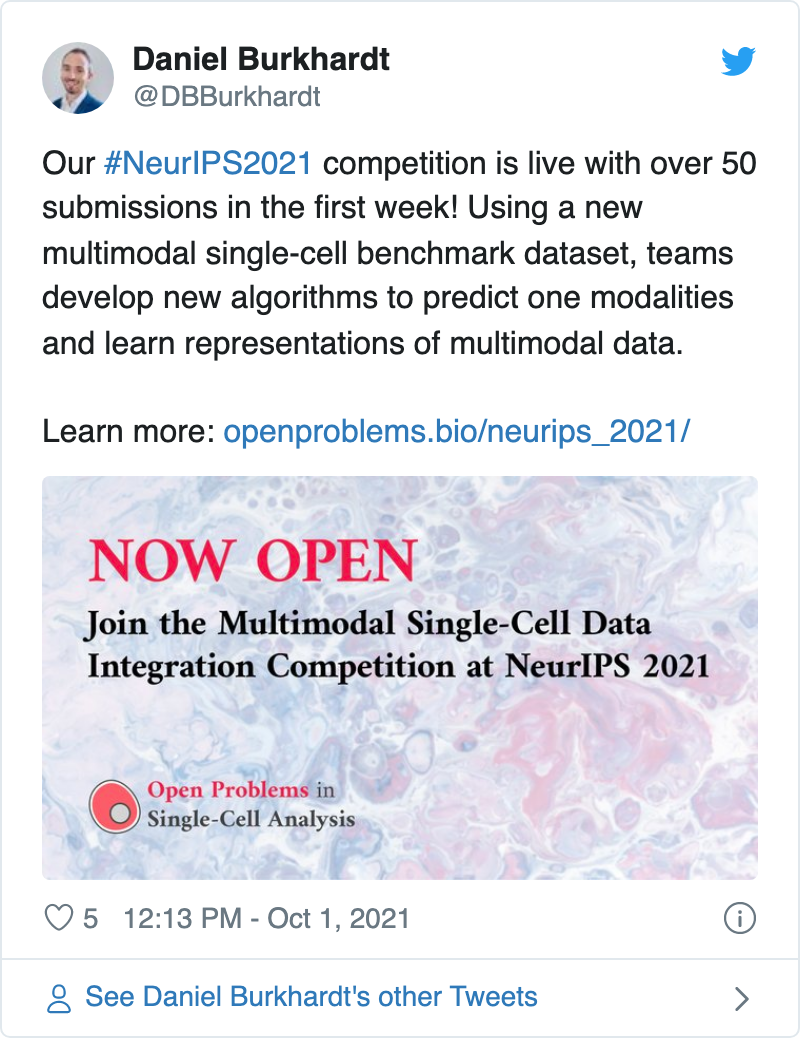 Daniel Burkhardt
@DBBurkhardt
Our #NeurIPS2021 competition is live with over 50
submissions in the first week! Using a new
multimodal single-cell benchmark dataset, teams
develop new algorithms to predict one modalities
and learn representations of multimodal data.
Learn more: openproblems.bio/neurips_2021/
NOW OPEN
Join the Multimodal Single-Cell Data
Integration Competition at NeurIPS 2021
Open Problems in
Single-Cell Analysis
5 12:13 PM - Oct 1, 2021
See Daniel Burkhardt's other Tweets